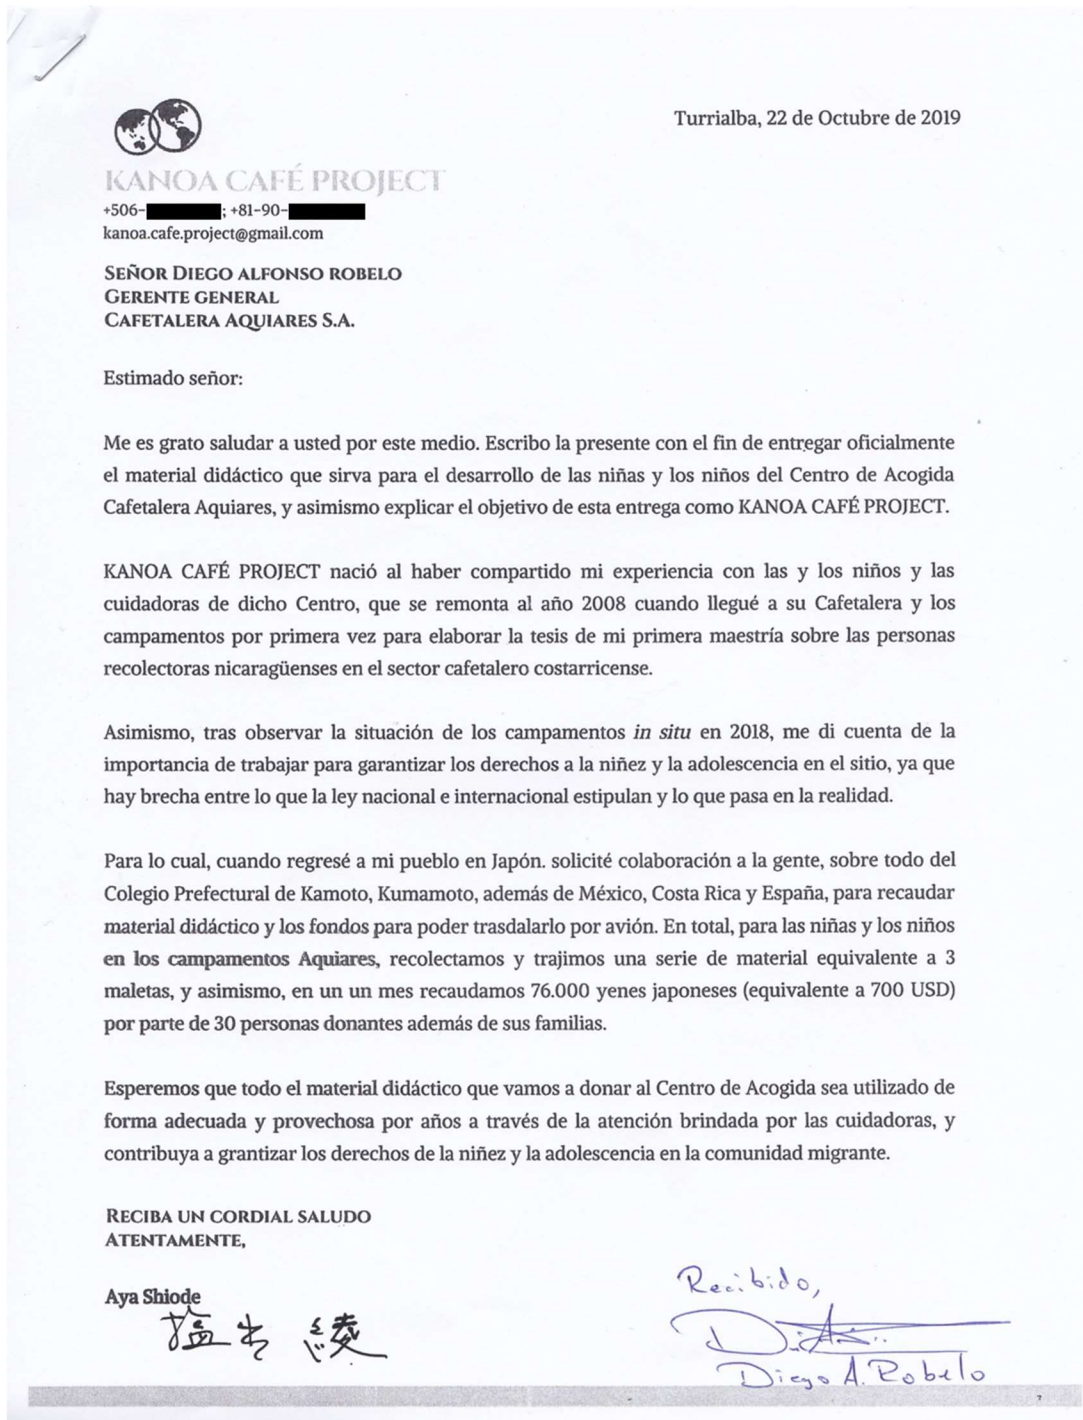 Turrialba, 22 de Octubre de 2019
KANOA CAFÉ PROJECT
+506- ; +81-90-
kanoa.cafe.project@gmail.com
SEÑOR DIEGO ALFONSO ROBELO
GERENTE GENERAL
CAFETALERA AQUIARES S.A.
Estimado señor:
Me es grato saludar a usted por este medio. Escribo la presente con el fin de entregar oficialmente
el material didáctico que sirva para el desarrollo de las niñas y los niños del Centro de Acogida
Cafetalera Aquiares, y asimismo explicar el objetivo de esta entrega como KANOA CAFÉ PROJECT.
KANOA CAFÉ PROJECT nació al haber compartido mi experiencia con las y los niños y las
cuidadoras de dicho Centro, que se remonta al año 2008 cuando llegué a su Cafetalera y los
campamentos por primera vez para elaborar la tesis de mi primera maestría sobre las personas
recolectoras nicaragüenses en el sector cafetalero costarricense.
Asimismo, tras observar la situación de los campamentos in situ en 2018, me di cuenta de la
importancia de trabajar para garantizar los derechos a la niñez y la adolescencia en el sitio, ya que
hay brecha entre lo que la ley nacional e internacional estipulan y lo que pasa en la realidad.
Para lo cual, cuando regresé a mi pueblo en Japón. solicité colaboración a la gente, sobre todo del
Colegio Prefectural de Kamoto, Kumamoto, además de México, Costa Rica y España, para recaudar
material didáctico y los fondos para poder trasdalarlo por avión. En total, para las niñas y los niños
en los campamentos Aquiares, recolectamos y trajimos una serie de material equivalente a 3
maletas, y asimismo, en un un mes recaudamos 76.000 yenes japoneses (equivalente a 700 USD)
por parte de 30 personas donantes además de sus familias.
Esperemos que todo el material didáctico que vamos a donar al Centro de Acogida sea utilizado de
forma adecuada y provechosa por años a través de la atención brindada por las cuidadoras, y
contribuya a grantizar los derechos de la niñez y la adolescencia en la comunidad migrante.
RECIBA UN CORDIAL SALUDO
ATENTAMENTE,
Aya Shiode
塩出 綾
Recibido,
Diego A. Robelo